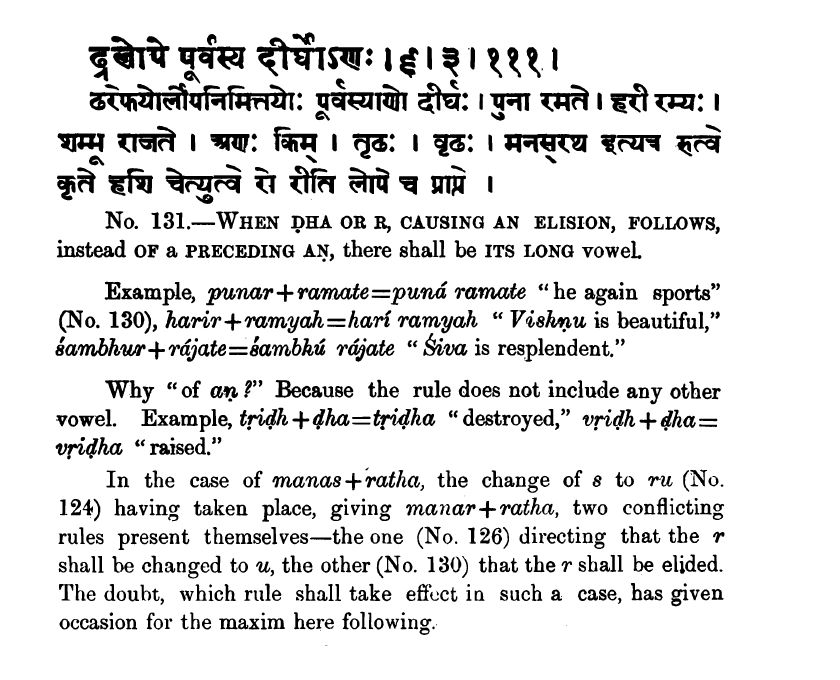 ढ्रलोपे पूर्वस्य दीर्घोऽणः । ६ । ३ । १११ ।
ढरेफयोर्लोपनिमित्तयोः पूर्वस्याणो दीर्घः । पुना रमते । हरी रम्यः ।
शम्भू राजते । अणः किम् । तृढः । वृढः । मनस्रथ इत्यत्र रुत्वे
कृते हशि चेत्युत्वे रो रीति लोपे च प्राप्ते ।
No. 131.—WHEN ḌHA OR R, CAUSING AN ELISION, FOLLOWS,
instead OF a PRECEDING AṆ, there shall be ITS LONG vowel.
Example, punar+ramate=puná ramate “he again sports”
(No. 130), harir+ramyah=harí ramyah “Vishṇu is beautiful,”
śambhur+rájate=śambhú rájate “Śiva is resplendent.”
Why “of aṇ?” Because the rule does not include any other
vowel. Example, tṛiḍh+ḍha=tṛiḍha “destroyed,” vṛiḍh+ḍha=
vṛiḍha “raised.”
In the case of manas+ratha, the change of s to ru (No.
124) having taken place, giving manar+ratha, two conflicting
rules present themselves—the one (No. 126) directing that the r
shall be changed to u, the other (No. 130) that the r shall be elided.
The doubt, which rule shall take effect in such a case, has given
occasion for the maxim here following.